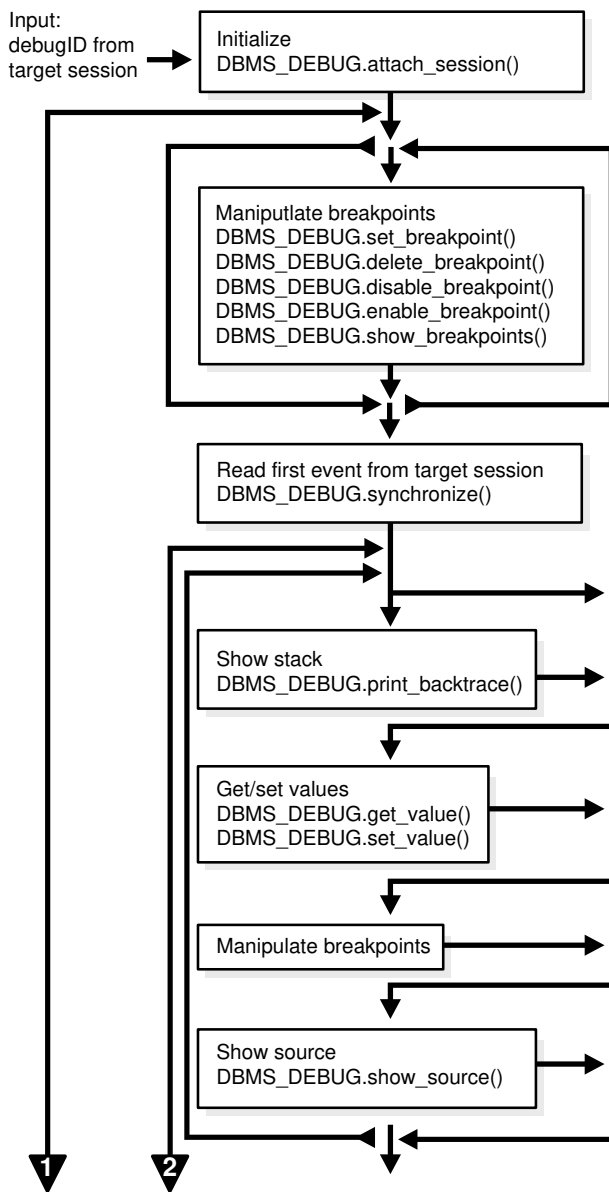 Input:
debugID from
target session
Initialize
DBMS_DEBUG.attach_session()
Maniputlate breakpoints
DBMS_DEBUG.set_breakpoint()
DBMS_DEBUG.delete_breakpoint()
DBMS_DEBUG.disable_breakpoint()
DBMS_DEBUG.enable_breakpoint()
DBMS_DEBUG.show_breakpoints()
Read first event from target session
DBMS_DEBUG.synchronize()
Show stack
DBMS_DEBUG.print_backtrace()
Get/set values
DBMS_DEBUG.get_value()
DBMS_DEBUG.set_value()
Manipulate breakpoints
Show source
DBMS_DEBUG.show_source()
1
2